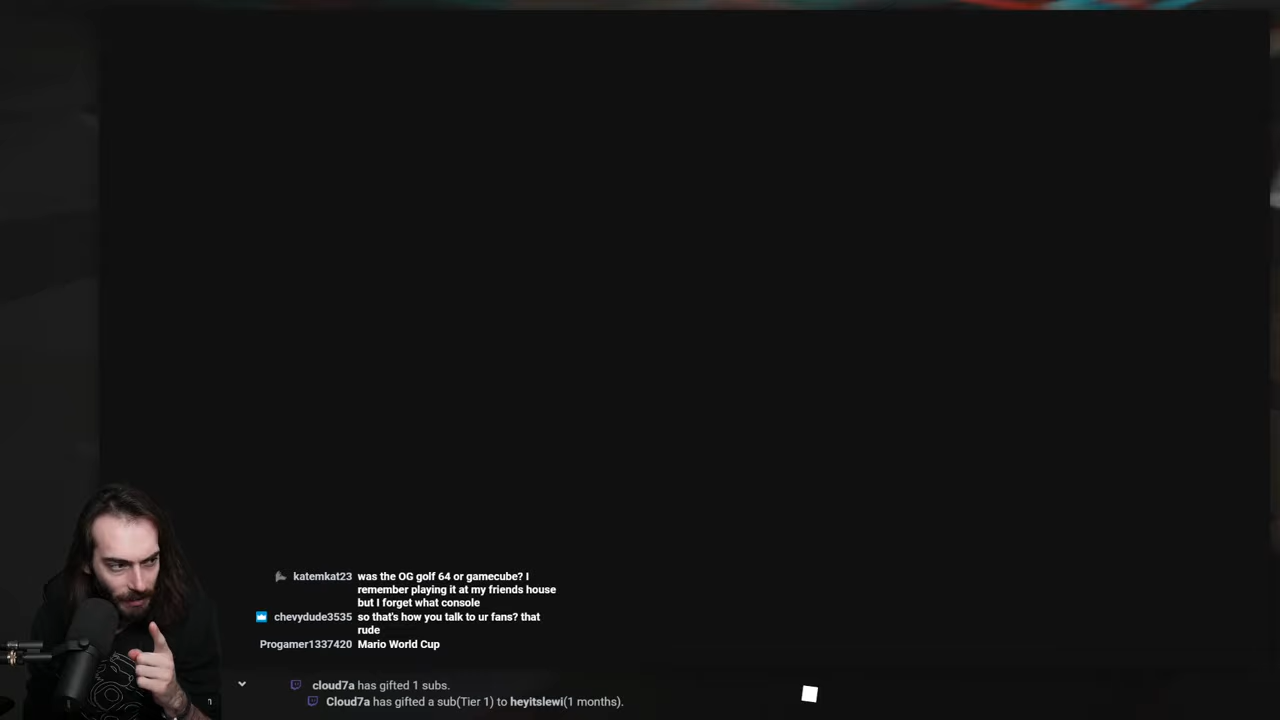 katemkat23 was the OG golf 64 or gamecube? I
remember playing it at my friends house
but I forget what console
chevydude3535 so that's how you talk to ur fans? that
rude
Progamer1337420 Mario World Cup
cloud7a has gifted 1 subs.
Cloud7a has gifted a sub(Tier 1) to heyitslewi(1 months).